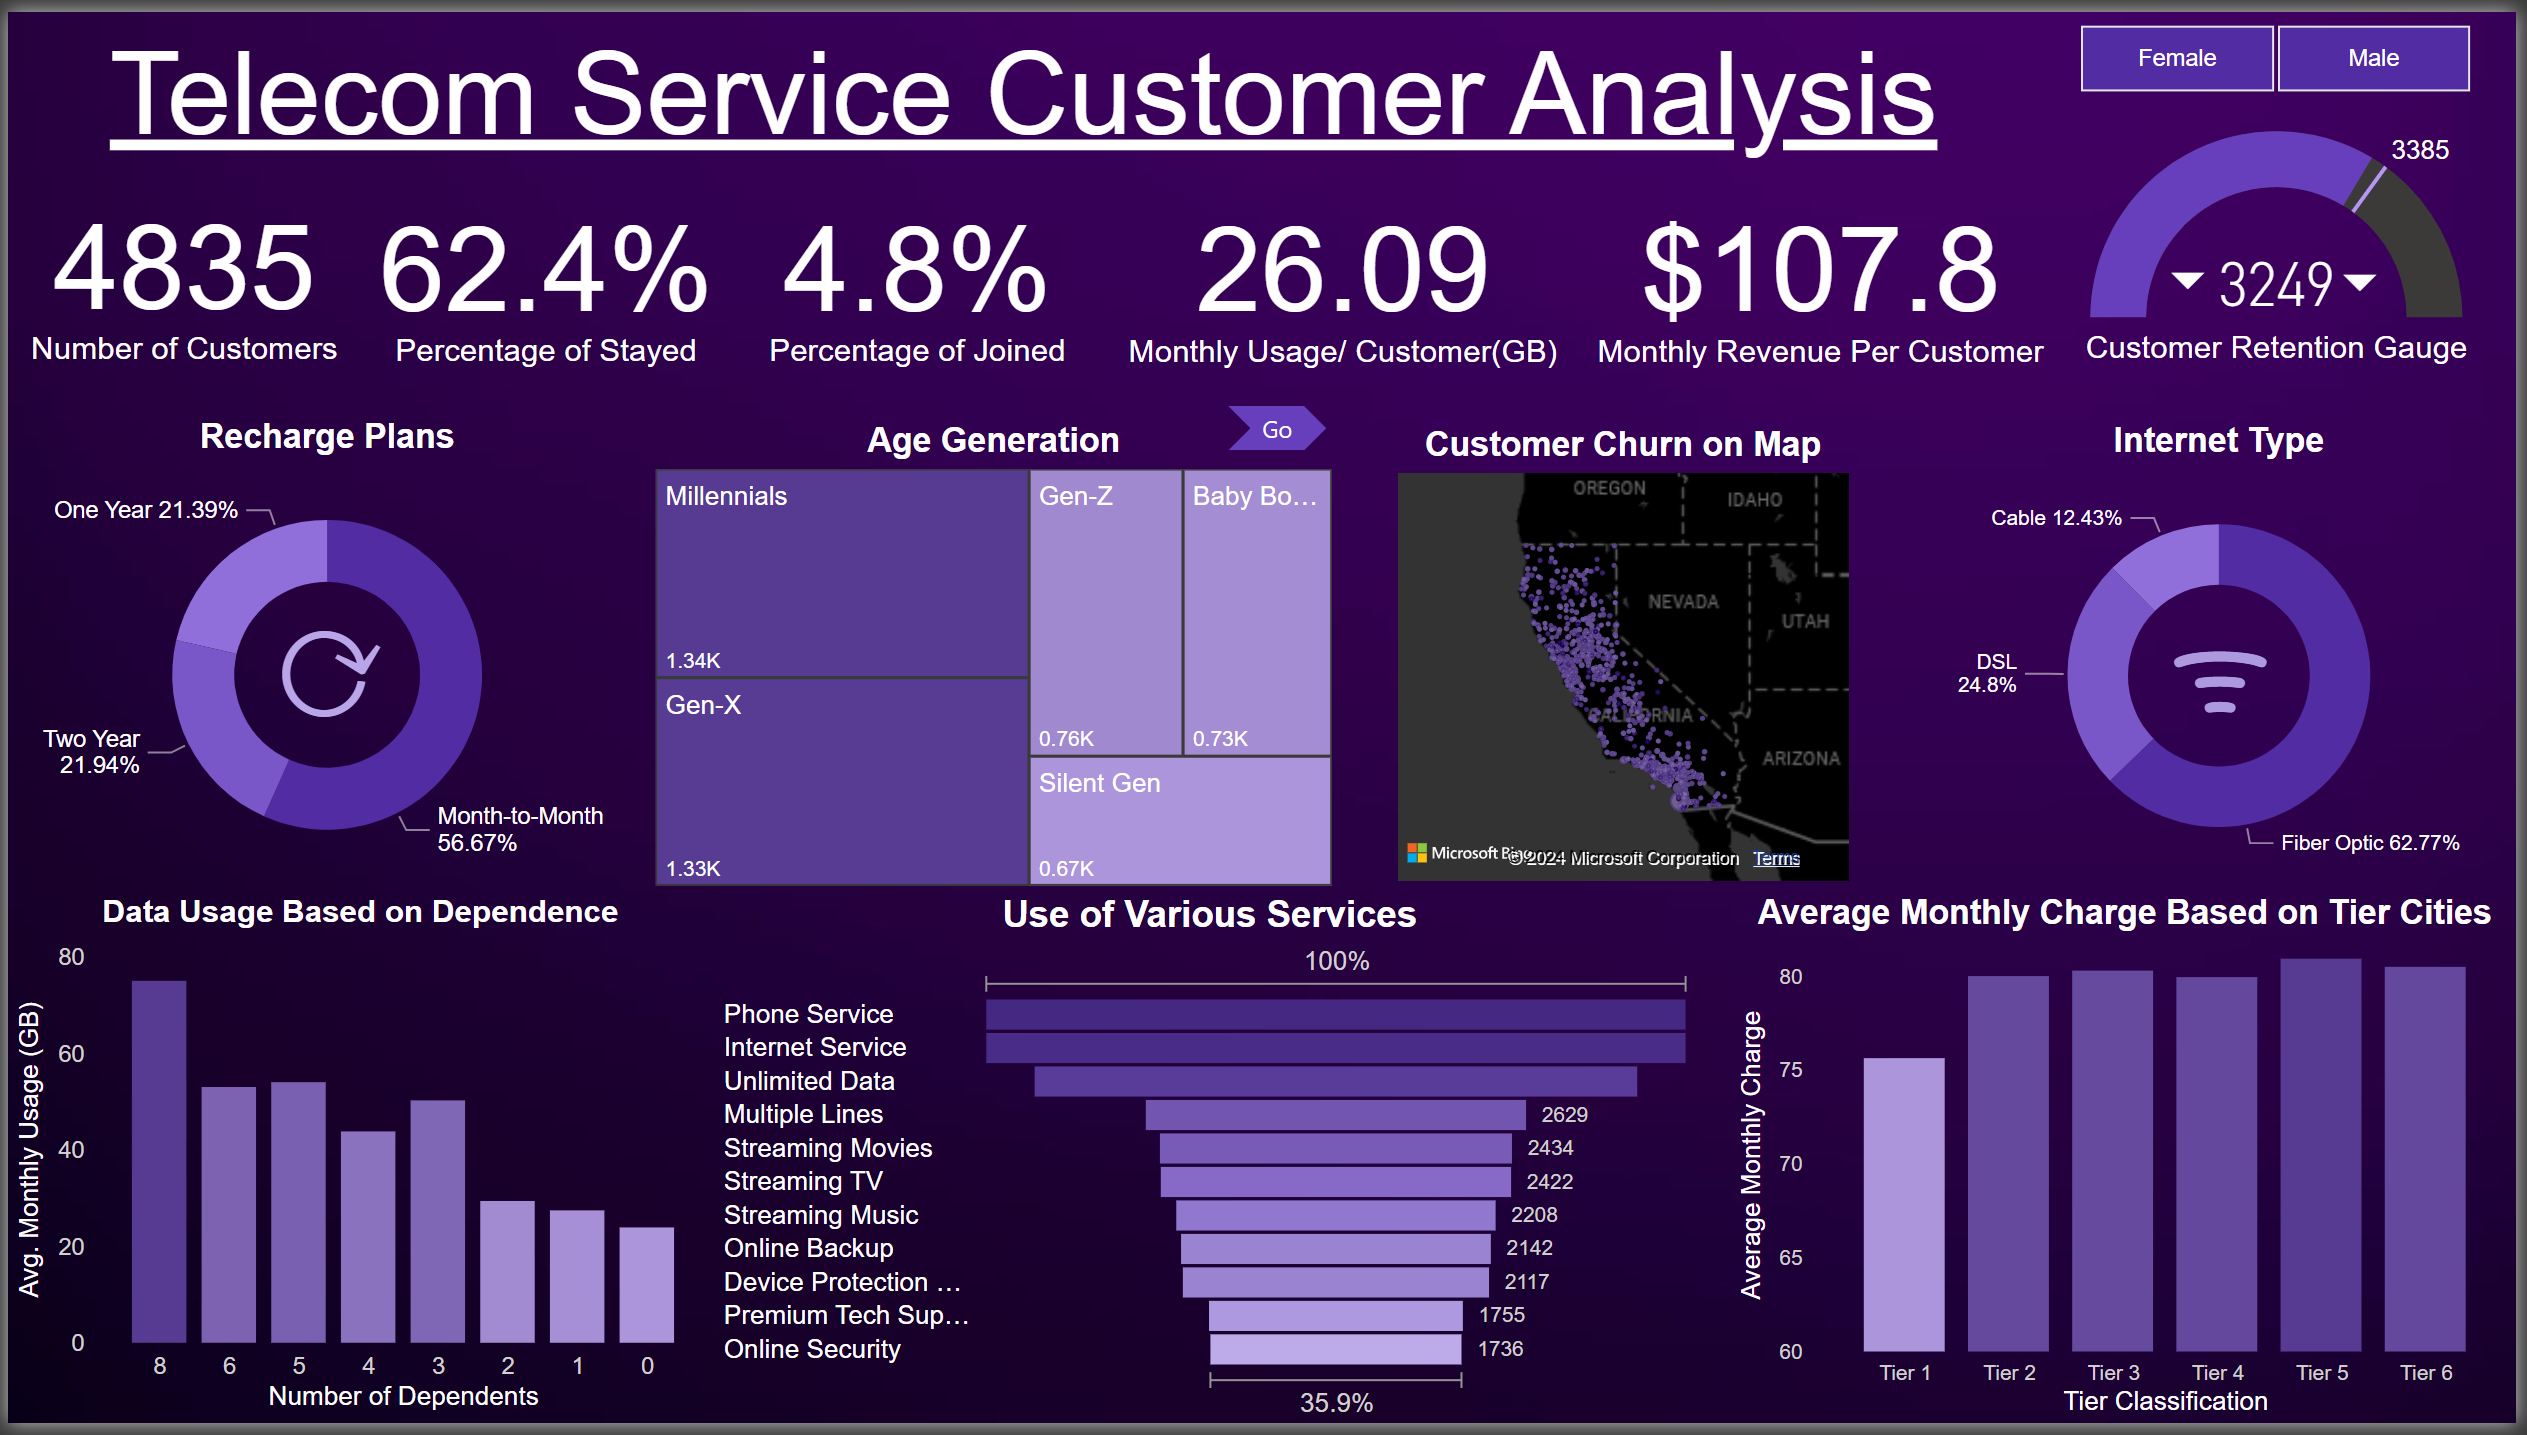 Telecom Service Customer Analysis
Female
Male
4835
Number of Customers
62.4%
Percentage of Stayed
4.8%
Percentage of Joined
26.09
Monthly Usage/ Customer(GB)
$107.8
Monthly Revenue Per Customer
3385
3249
Customer Retention Gauge
Recharge Plans
One Year 21.39%
Two Year
21.94%
Month-to-Month
56.67%
Age Generation
Go
Millennials
1.34K
Gen-X
1.33K
Gen-Z
0.76K
Baby Bo…
0.73K
Silent Gen
0.67K
Customer Churn on Map
OREGON
IDAHO
NEVADA
UTAH
CALIFORNIA
ARIZONA
Microsoft Bing
©2024 Microsoft Corporation
Terms
Internet Type
Cable 12.43%
DSL
24.8%
Fiber Optic 62.77%
Data Usage Based on Dependence
Avg. Monthly Usage (GB)
80
60
40
20
0
8 6 5 4 3 2 1 0
Number of Dependents
Use of Various Services
100%
Phone Service
Internet Service
Unlimited Data
Multiple Lines 2629
Streaming Movies 2434
Streaming TV 2422
Streaming Music 2208
Online Backup 2142
Device Protection … 2117
Premium Tech Sup… 1755
Online Security 1736
35.9%
Average Monthly Charge Based on Tier Cities
Average Monthly Charge
80
75
70
65
60
Tier 1 Tier 2 Tier 3 Tier 4 Tier 5 Tier 6
Tier Classification